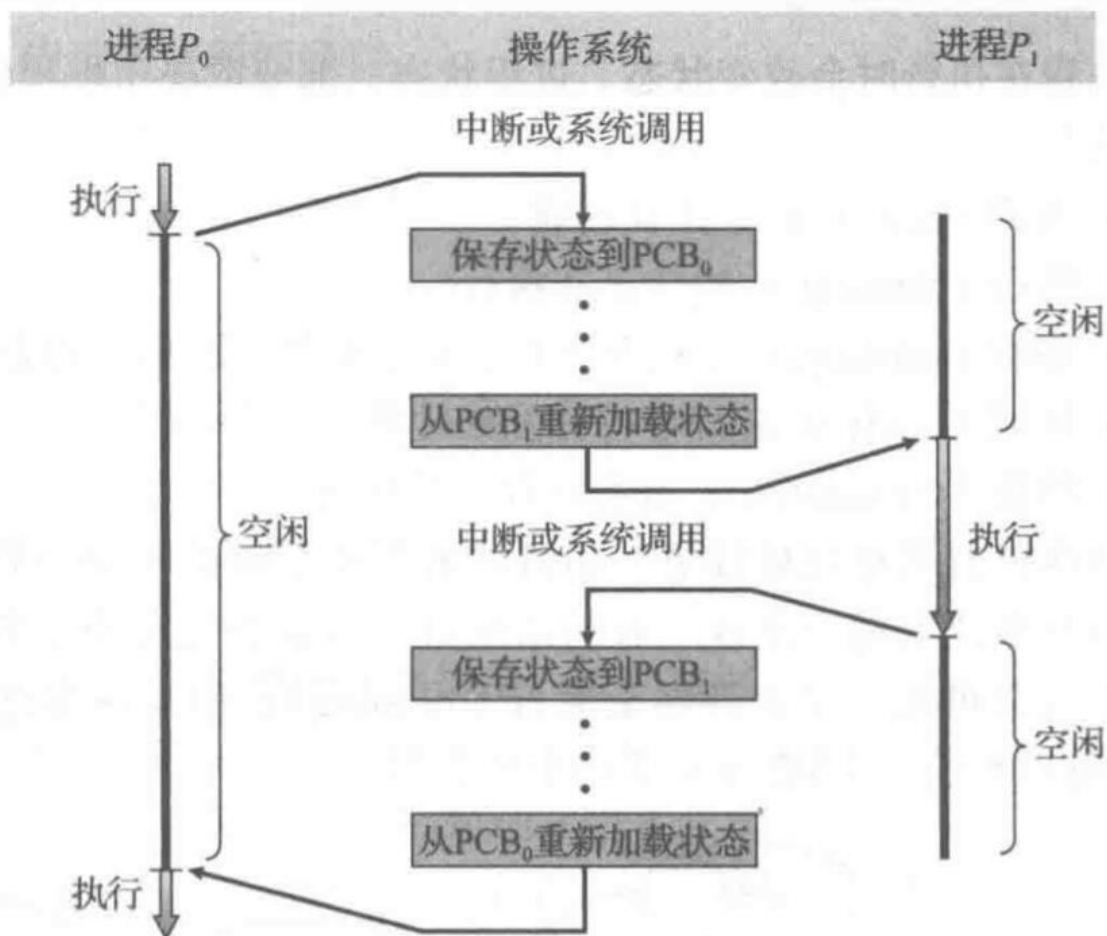 进程P₀ 操作系统 进程P₁
中断或系统调用
执行
保存状态到PCB₀
空闲
从PCB₁重新加载状态
空闲
中断或系统调用
执行
保存状态到PCB₁
空闲
从PCB₀重新加载状态
执行